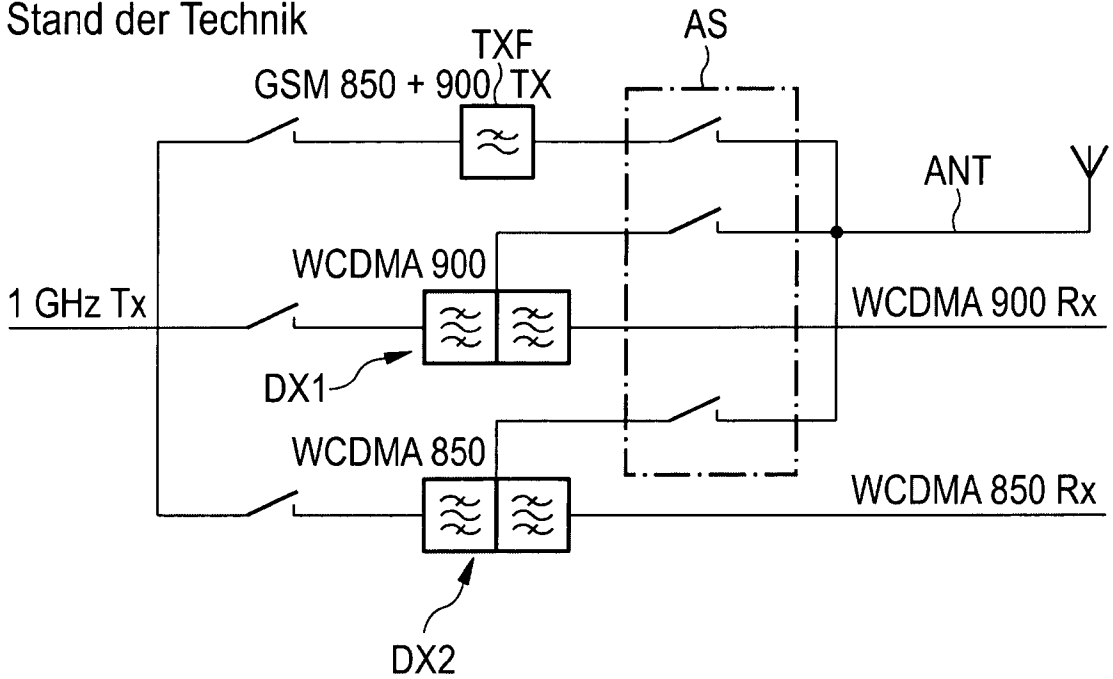 Stand der Technik
AS
TXF
GSM 850 + 900 TX
ANT
WCDMA 900
1 GHz Tx
WCDMA 900 Rx
DX1
WCDMA 850
WCDMA 850 Rx
DX2